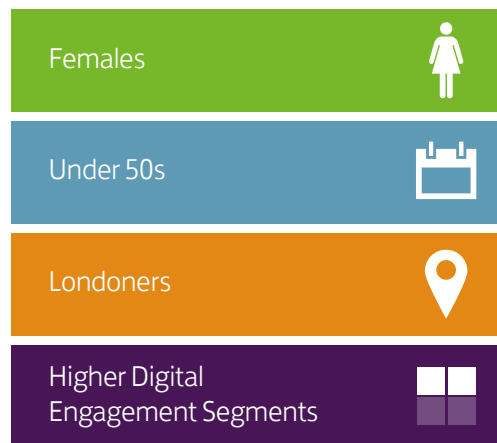 Females
Under 50s
Londoners
Higher Digital
Engagement Segments